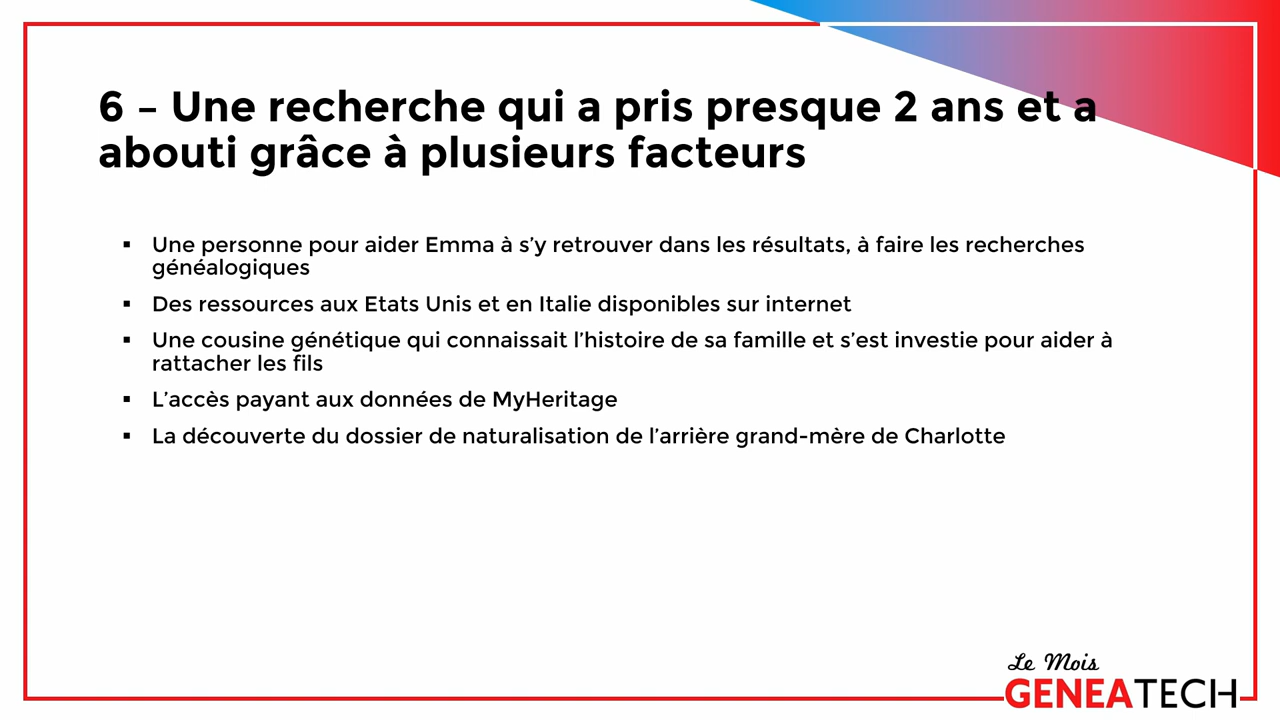 6 – Une recherche qui a pris presque 2 ans et a
abouti grâce à plusieurs facteurs
▪ Une personne pour aider Emma à s'y retrouver dans les résultats, à faire les recherches
généalogiques
▪ Des ressources aux Etats Unis et en Italie disponibles sur internet
▪ Une cousine génétique qui connaissait l'histoire de sa famille et s'est investie pour aider à
rattacher les fils
▪ L'accès payant aux données de MyHeritage
▪ La découverte du dossier de naturalisation de l'arrière grand-mère de Charlotte
Le Mois
GENEATECH